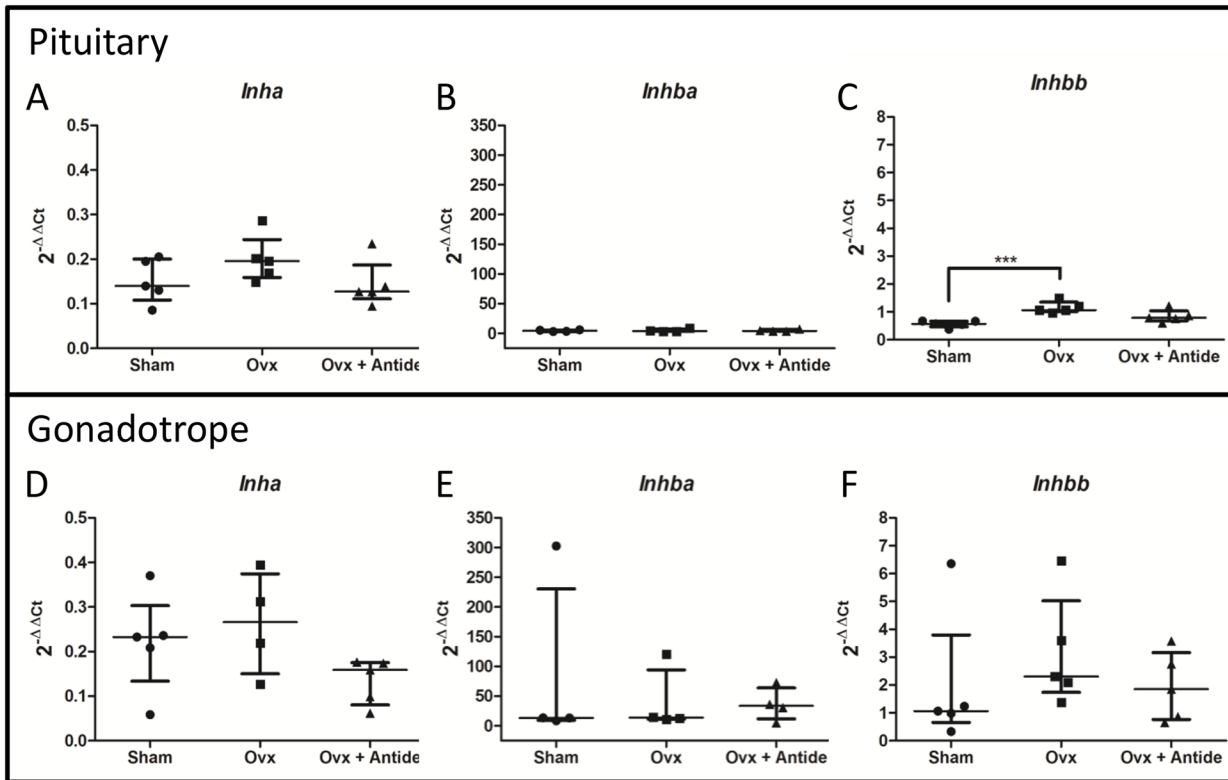 Pituitary
A
Inha
2^-ΔΔCt
0.5
0.4
0.3
0.2
0.1
0.0
Sham
Ovx
Ovx + Antide
B
Inhba
2^-ΔΔCt
350
300
250
200
150
100
50
0
Sham
Ovx
Ovx + Antide
C
Inhbb
2^-ΔΔCt
8
7
6
5
4
3
2
1
0
***
Sham
Ovx
Ovx + Antide
Gonadotrope
D
Inha
2^-ΔΔCt
0.5
0.4
0.3
0.2
0.1
0.0
Sham
Ovx
Ovx + Antide
E
Inhba
2^-ΔΔCt
350
300
250
200
150
100
50
0
Sham
Ovx
Ovx + Antide
F
Inhbb
2^-ΔΔCt
8
7
6
5
4
3
2
1
0
Sham
Ovx
Ovx + Antide